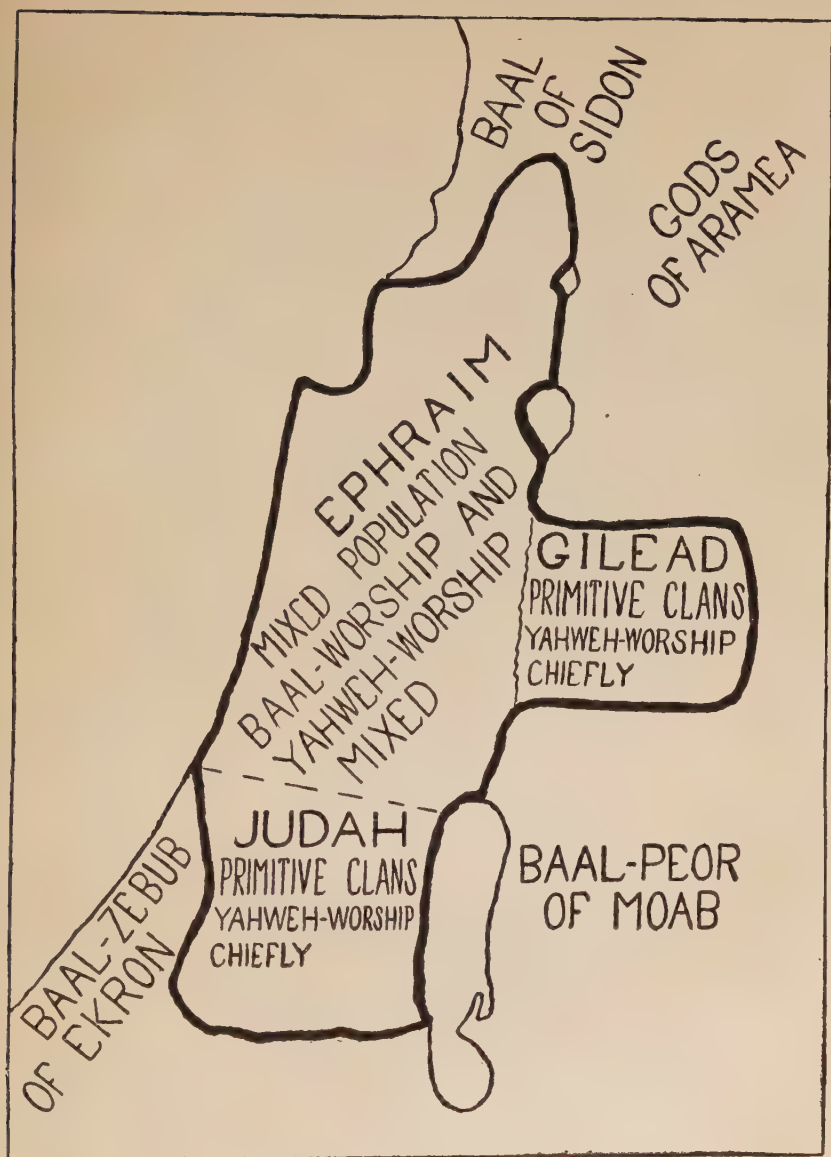 BAAL
OF
SIDON
GODS
OF ARAMEA
EPHRAIM
MIXED POPULATION
BAAL-WORSHIP AND
YAHWEH-WORSHIP
MIXED
GILEAD
PRIMITIVE CLANS
YAHWEH-WORSHIP
CHIEFLY
JUDAH
PRIMITIVE CLANS
YAHWEH-WORSHIP
CHIEFLY
BAAL-PEOR
OF MOAB
BAAL-ZEBUB
OF EKRON